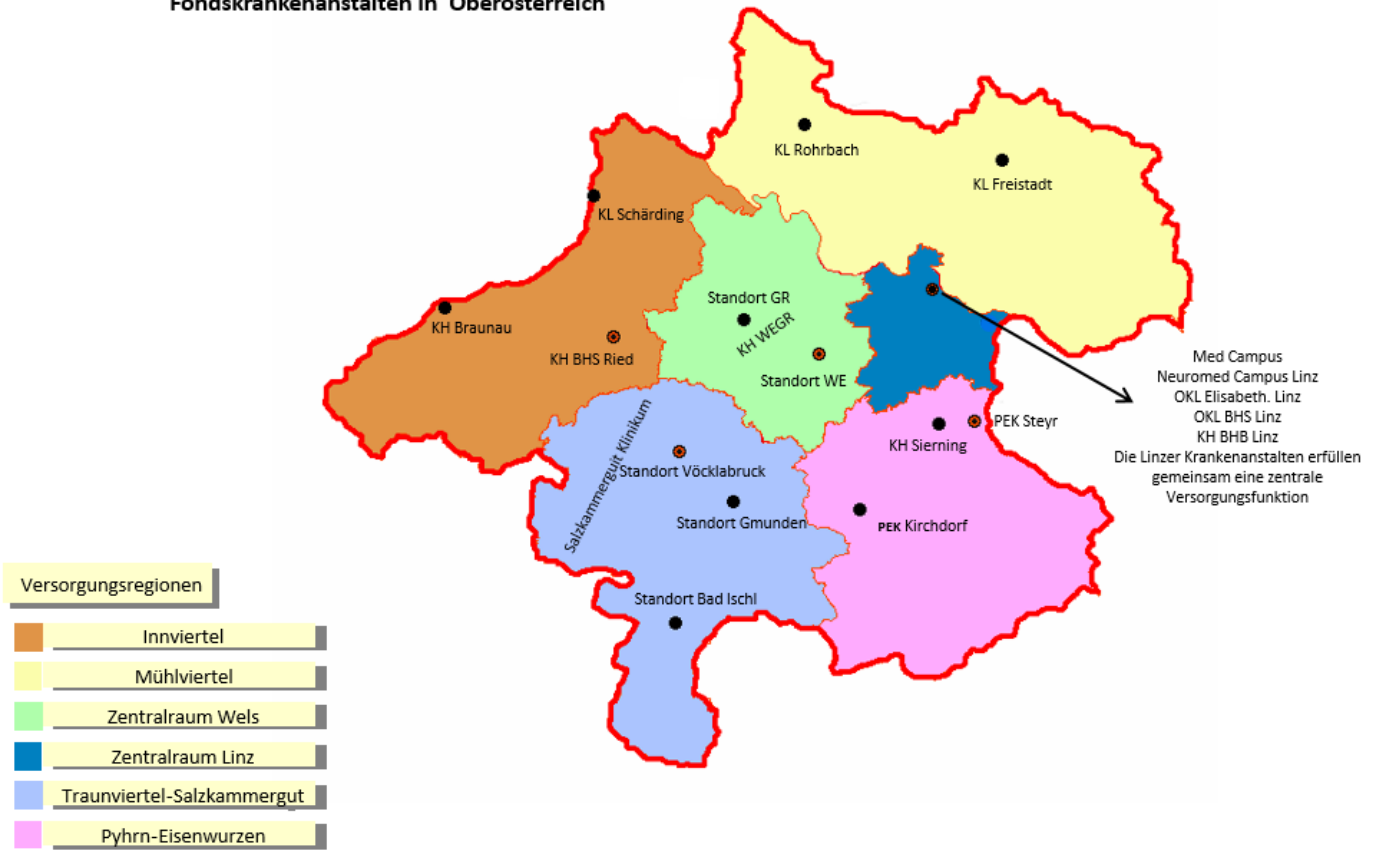 Fondskrankenanstalten in Oberösterreich
KL Rohrbach
KL Freistadt
KL Schärding
Standort GR
KH Braunau
KH WEGR
KH BHS Ried
Standort WE
Med Campus
Neuromed Campus Linz
OKL Elisabeth. Linz
OKL BHS Linz
KH BHB Linz
Die Linzer Krankenanstalten erfüllen
gemeinsam eine zentrale
Versorgungsfunktion
PEK Steyr
KH Sierning
Salzkammerguit Klinikum
Standort Vöcklabruck
Standort Gmunden
PEK Kirchdorf
Standort Bad Ischl
Versorgungsregionen
Innviertel
Mühlviertel
Zentralraum Wels
Zentralraum Linz
Traunviertel-Salzkammergut
Pyhrn-Eisenwurzen